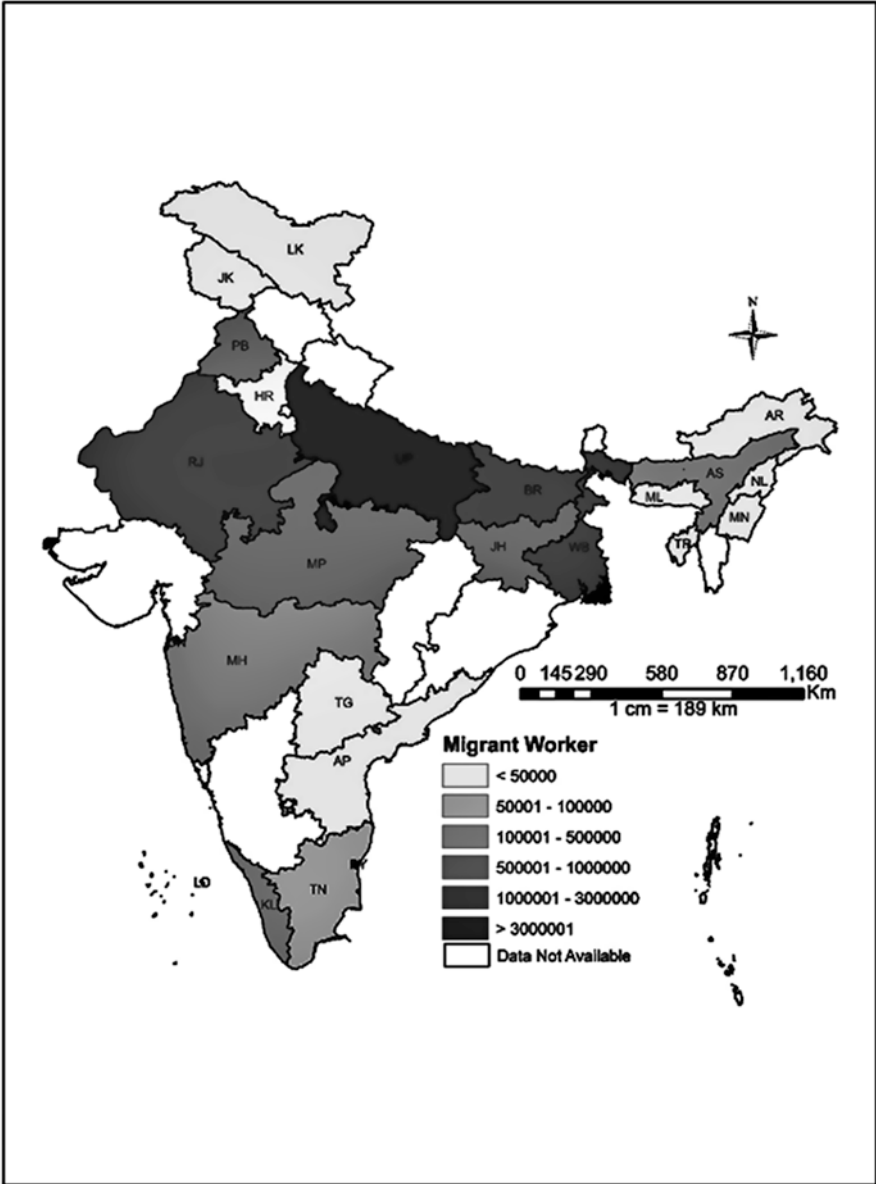 LK
JK
N
PB
HR
AR
RJ
UP
AS
BR
NL
ML
MN
JH
WB
TR
MP
MH
0 145 290 580 870 1,160
Km
TG
1 cm = 189 km
Migrant Worker
AP
< 50000
50001 - 100000
100001 - 500000
500001 - 1000000
TN
KL
1000001 - 3000000
> 3000001
Data Not Available